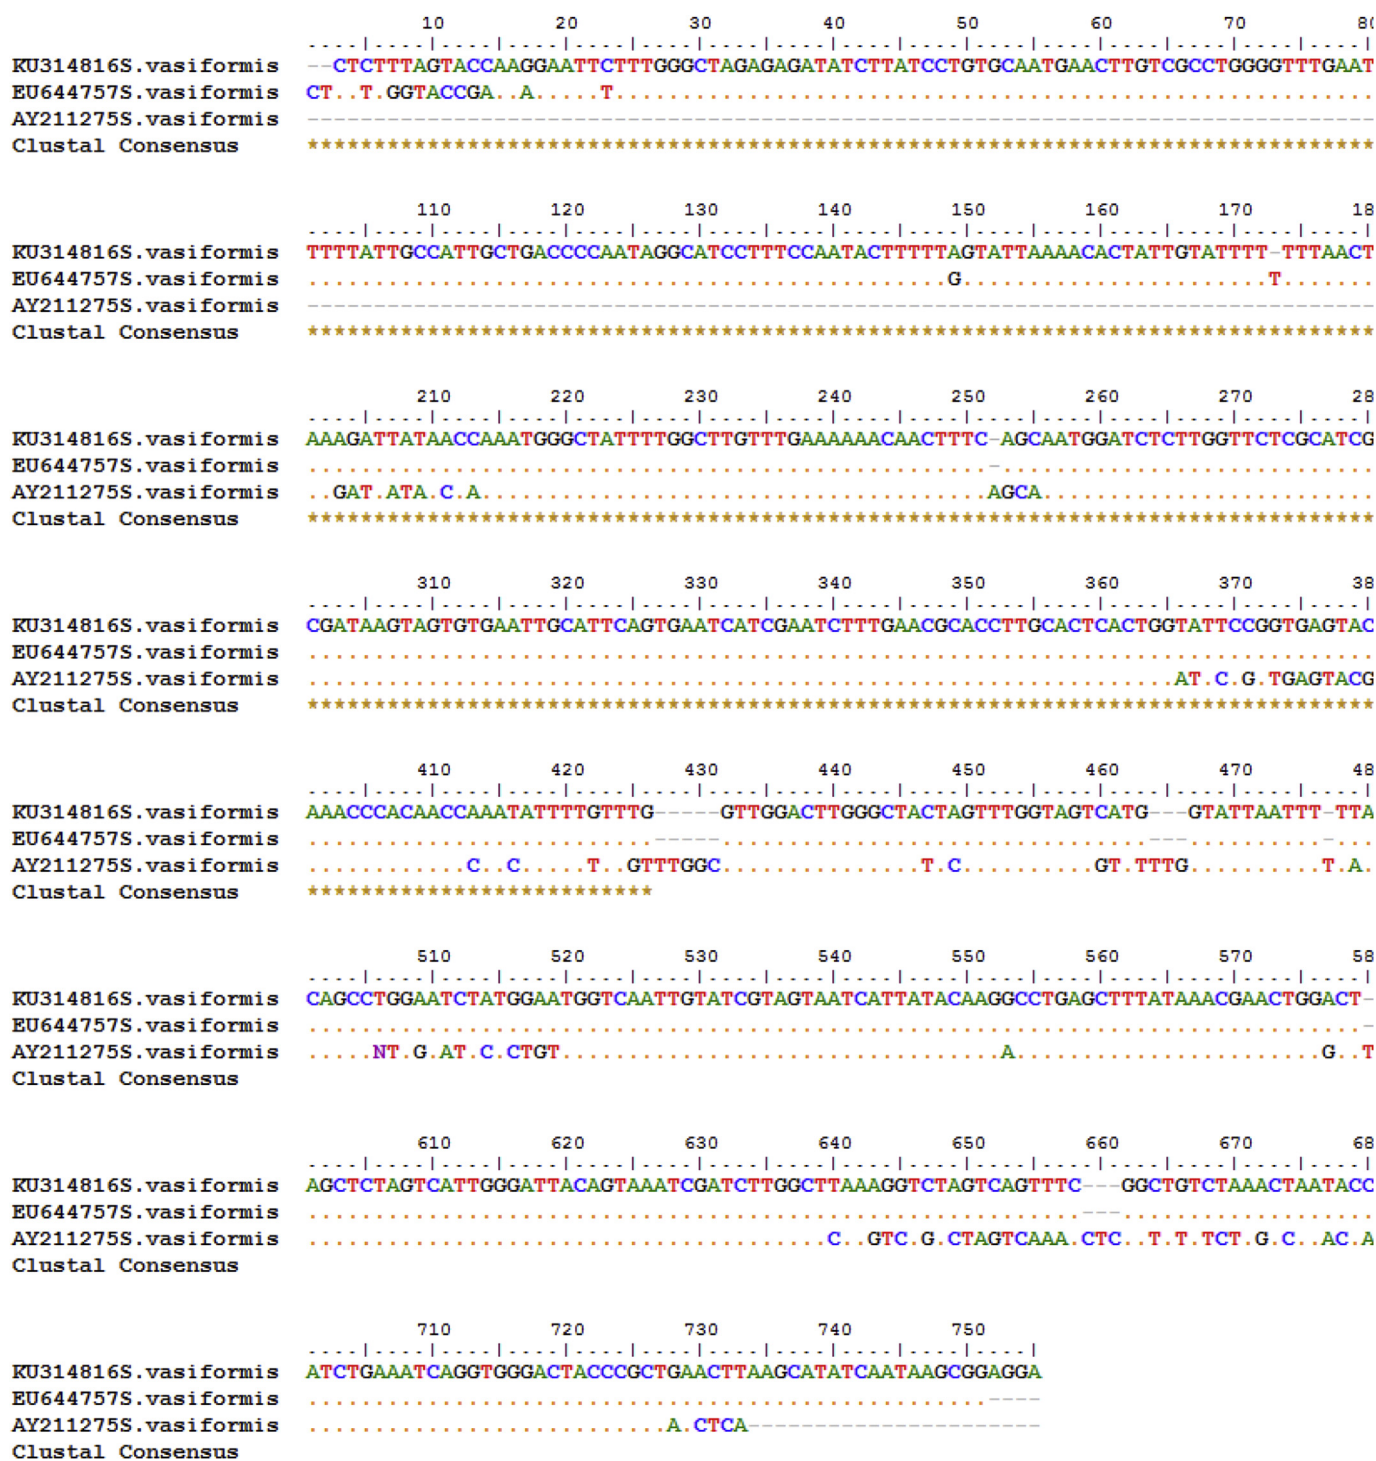 10 20 30 40 50 60 70 80
....|....|....|....|....|....|....|....|....|....|....|....|....|....|....|....|
KU314816S.vasiformis --CTCTTTAGTACCAAGGAATTCTTTGGGCTAGAGAGATATCTTATCCTGTGCAATGAACTTGTCGCCTGGGGTTTGAAT
EU644757S.vasiformis CT..T.GGTACCGA..A.....T.........................................................
AY211275S.vasiformis --------------------------------------------------------------------------------
Clustal Consensus ********************************************************************************
110 120 130 140 150 160 170 18
....|....|....|....|....|....|....|....|....|....|....|....|....|....|....|....|
KU314816S.vasiformis TTTTATTGCCATTGCTGACCCCAATAGGCATCCTTTCCAATACTTTTTAGTATTAAAACACTATTGTATTTT-TTTAACT
EU644757S.vasiformis ................................................G.......................T.......
AY211275S.vasiformis --------------------------------------------------------------------------------
Clustal Consensus ********************************************************************************
210 220 230 240 250 260 270 28
....|....|....|....|....|....|....|....|....|....|....|....|....|....|....|....|
KU314816S.vasiformis AAAGATTATAACCAAATGGGCTATTTTGGCTTGTTTGAAAAAACAACTTTC-AGCAATGGATCTCTTGGTTCTCGCATCG
EU644757S.vasiformis ...................................................-............................
AY211275S.vasiformis ..GAT.ATA.C.A......................................AGCA.........................
Clustal Consensus ********************************************************************************
310 320 330 340 350 360 370 38
....|....|....|....|....|....|....|....|....|....|....|....|....|....|....|....|
KU314816S.vasiformis CGATAAGTAGTGTGAATTGCATTCAGTGAATCATCGAATCTTTGAACGCACCTTGCACTCACTGGTATTCCGGTGAGTAC
EU644757S.vasiformis ................................................................................
AY211275S.vasiformis .................................................................AT.C.G.TGAGTACG
Clustal Consensus ********************************************************************************
410 420 430 440 450 460 470 48
....|....|....|....|....|....|....|....|....|....|....|....|....|....|....|....|
KU314816S.vasiformis AAACCCACAACCAAATATTTTGTTTG-----GTTGGACTTGGGCTACTAGTTTGGTAGTCATG---GTATTAATTT-TTA
EU644757S.vasiformis ..........................-----................................---..........-...
AY211275S.vasiformis ............C..C.....T..GTTTGGC...............T.C..........GT.TTTG..........T.A.
Clustal Consensus **************************
510 520 530 540 550 560 570 58
....|....|....|....|....|....|....|....|....|....|....|....|....|....|....|....|
KU314816S.vasiformis CAGCCTGGAATCTATGGAATGGTCAATTGTATCGTAGTAATCATTATACAAGGCCTGAGCTTTATAAACGAACTGGACT-
EU644757S.vasiformis ...............................................................................-
AY211275S.vasiformis .....NT.G.AT.C.CTGT.................................A.......................G..T
Clustal Consensus
610 620 630 640 650 660 670 68
....|....|....|....|....|....|....|....|....|....|....|....|....|....|....|....|
KU314816S.vasiformis AGCTCTAGTCATTGGGATTACAGTAAATCGATCTTGGCTTAAAGGTCTAGTCAGTTTC---GGCTGTCTAAACTAATACC
EU644757S.vasiformis ..........................................................---...................
AY211275S.vasiformis .......................................C..GTC.G.CTAGTCAAA.CTC..T.T.TCT.G.C..AC.A
Clustal Consensus
710 720 730 740 750
....|....|....|....|....|....|....|....|....|....|....|
KU314816S.vasiformis ATCTGAAATCAGGTGGGACTACCCGCTGAACTTAAGCATATCAATAAGCGGAGGA
EU644757S.vasiformis ...................................................----
AY211275S.vasiformis ...........................A.CTCA----------------------
Clustal Consensus